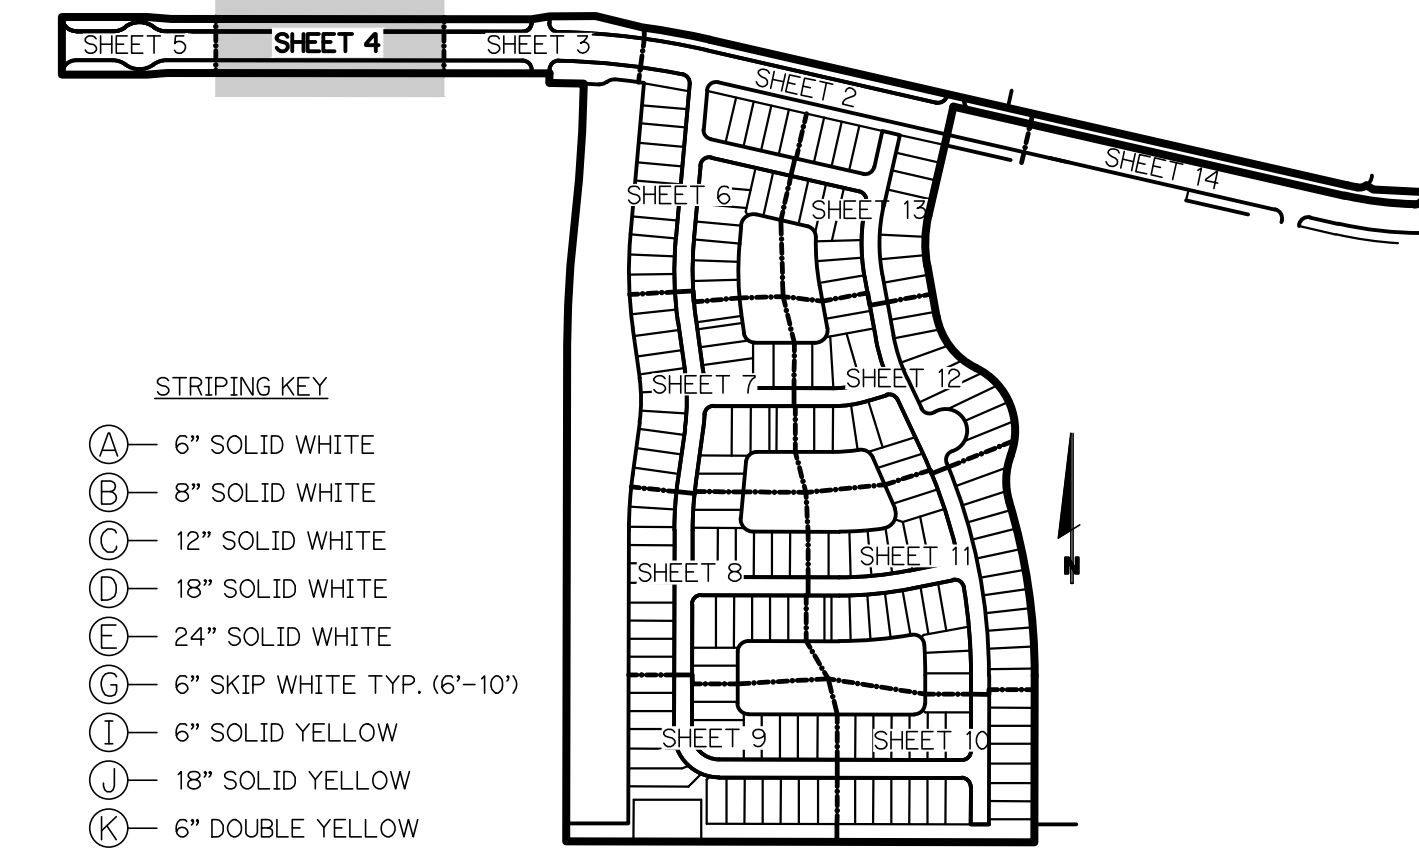 SHEET 5
SHEET 4
SHEET 3
SHEET 2
SHEET 14
SHEET 6
SHEET 13
SHEET 7
SHEET 12
SHEET 8
SHEET 11
SHEET 9
SHEET 10
N
STRIPING KEY
A 6” SOLID WHITE
B 8” SOLID WHITE
C 12” SOLID WHITE
D 18” SOLID WHITE
E 24” SOLID WHITE
G 6” SKIP WHITE TYP. (6’–10’)
I 6” SOLID YELLOW
J 18” SOLID YELLOW
K 6” DOUBLE YELLOW